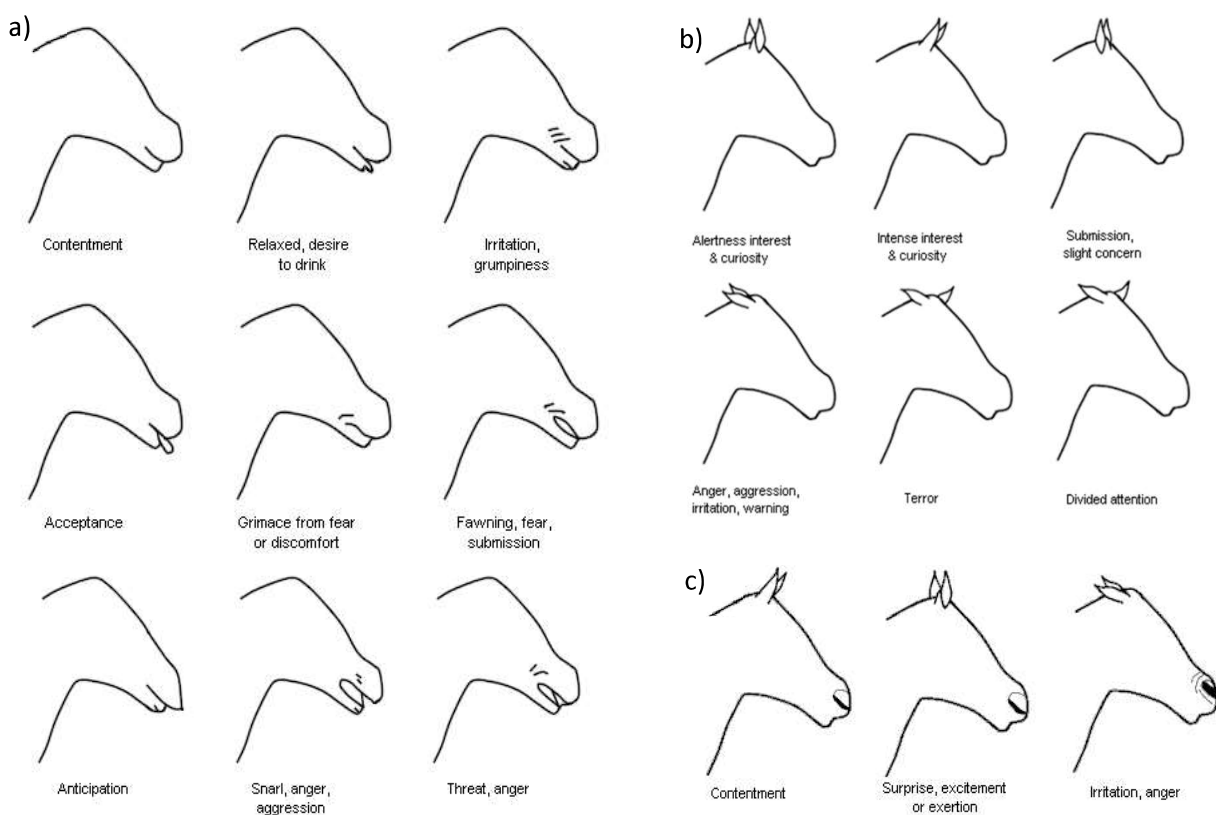 a)
Contentment
Relaxed, desire
to drink
Irritation,
grumpiness
Acceptance
Grimace from fear
or discomfort
Fawning, fear,
submission
Anticipation
Snarl, anger,
aggression
Threat, anger
b)
Alertness interest
& curiosity
Intense interest
& curiosity
Submission,
slight concern
Anger, aggression,
irritation, warning
Terror
Divided attention
c)
Contentment
Surprise, excitement
or exertion
Irritation, anger